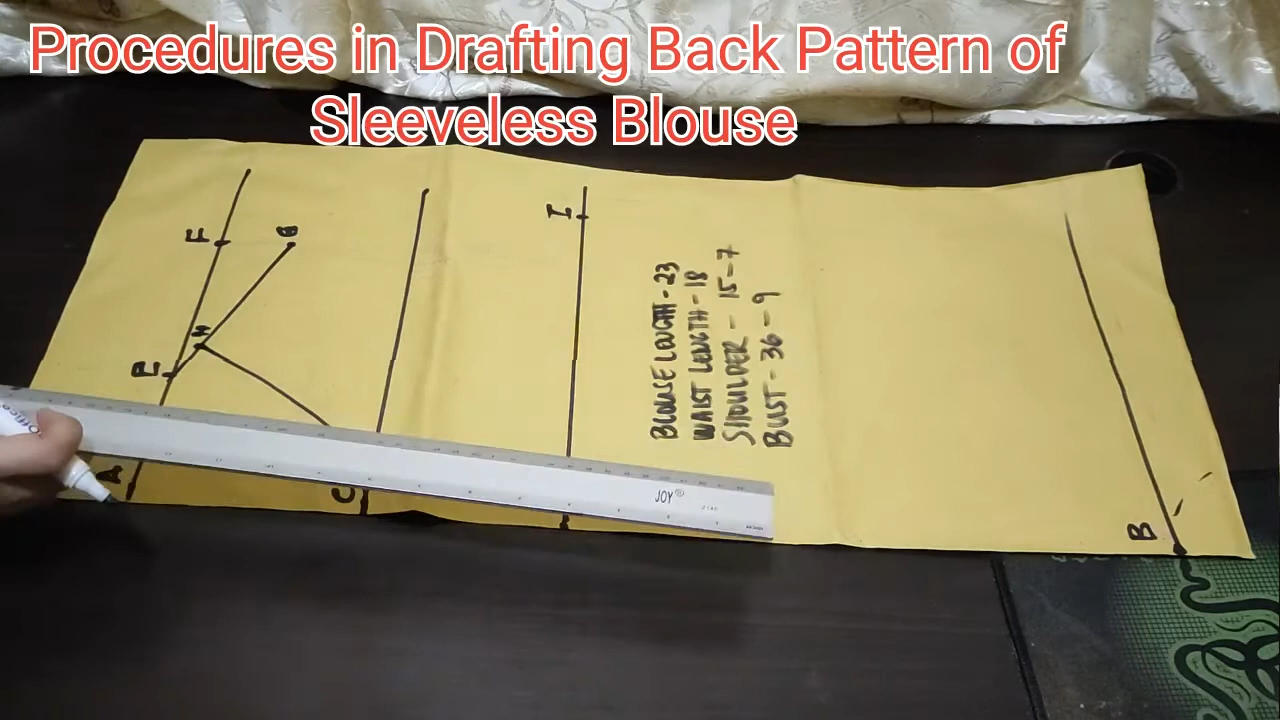 Procedures in Drafting Back Pattern of
Sleeveless Blouse
F
G
I
H
E
A
C
B
BLOUSE LENGTH - 23
WAIST LENGTH - 18
SHOULDER - 15 - 7
BUST - 36 - 9
JOY®